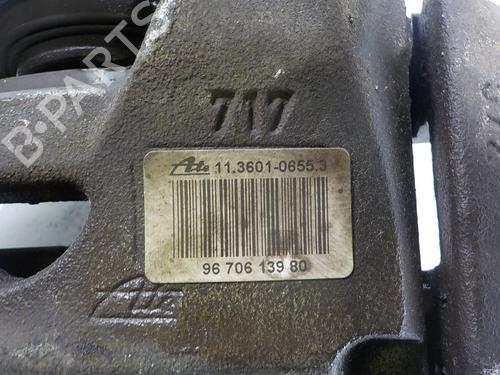 B-PARTS
717
Ate 11.3601-0655.3
96 706 139 80
Ate